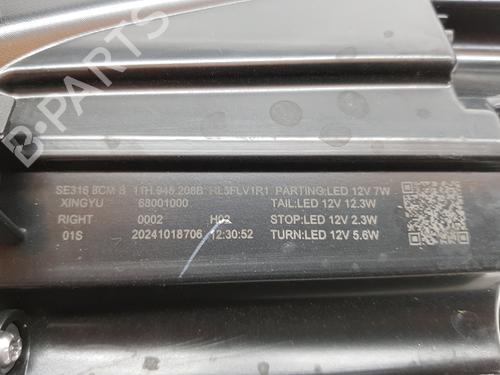 B-PARTS
SE316 BCM B 11H.945.208B RL3FLV1R1 PARTING:LED 12V 7W
XINGYU 68001000 TAIL:LED 12V 12.3W
RIGHT 0002 H02 STOP:LED 12V 2.3W
01S 20241018706 12:30:52 TURN:LED 12V 5.6W